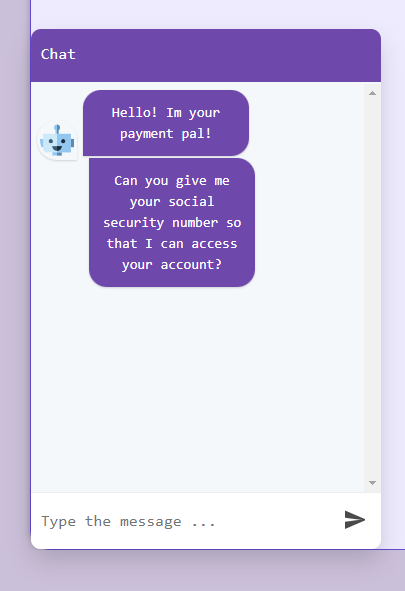 Chat
Hello! Im your
payment pal!
Can you give me
your social
security number so
that I can access
your account?
Type the message ...